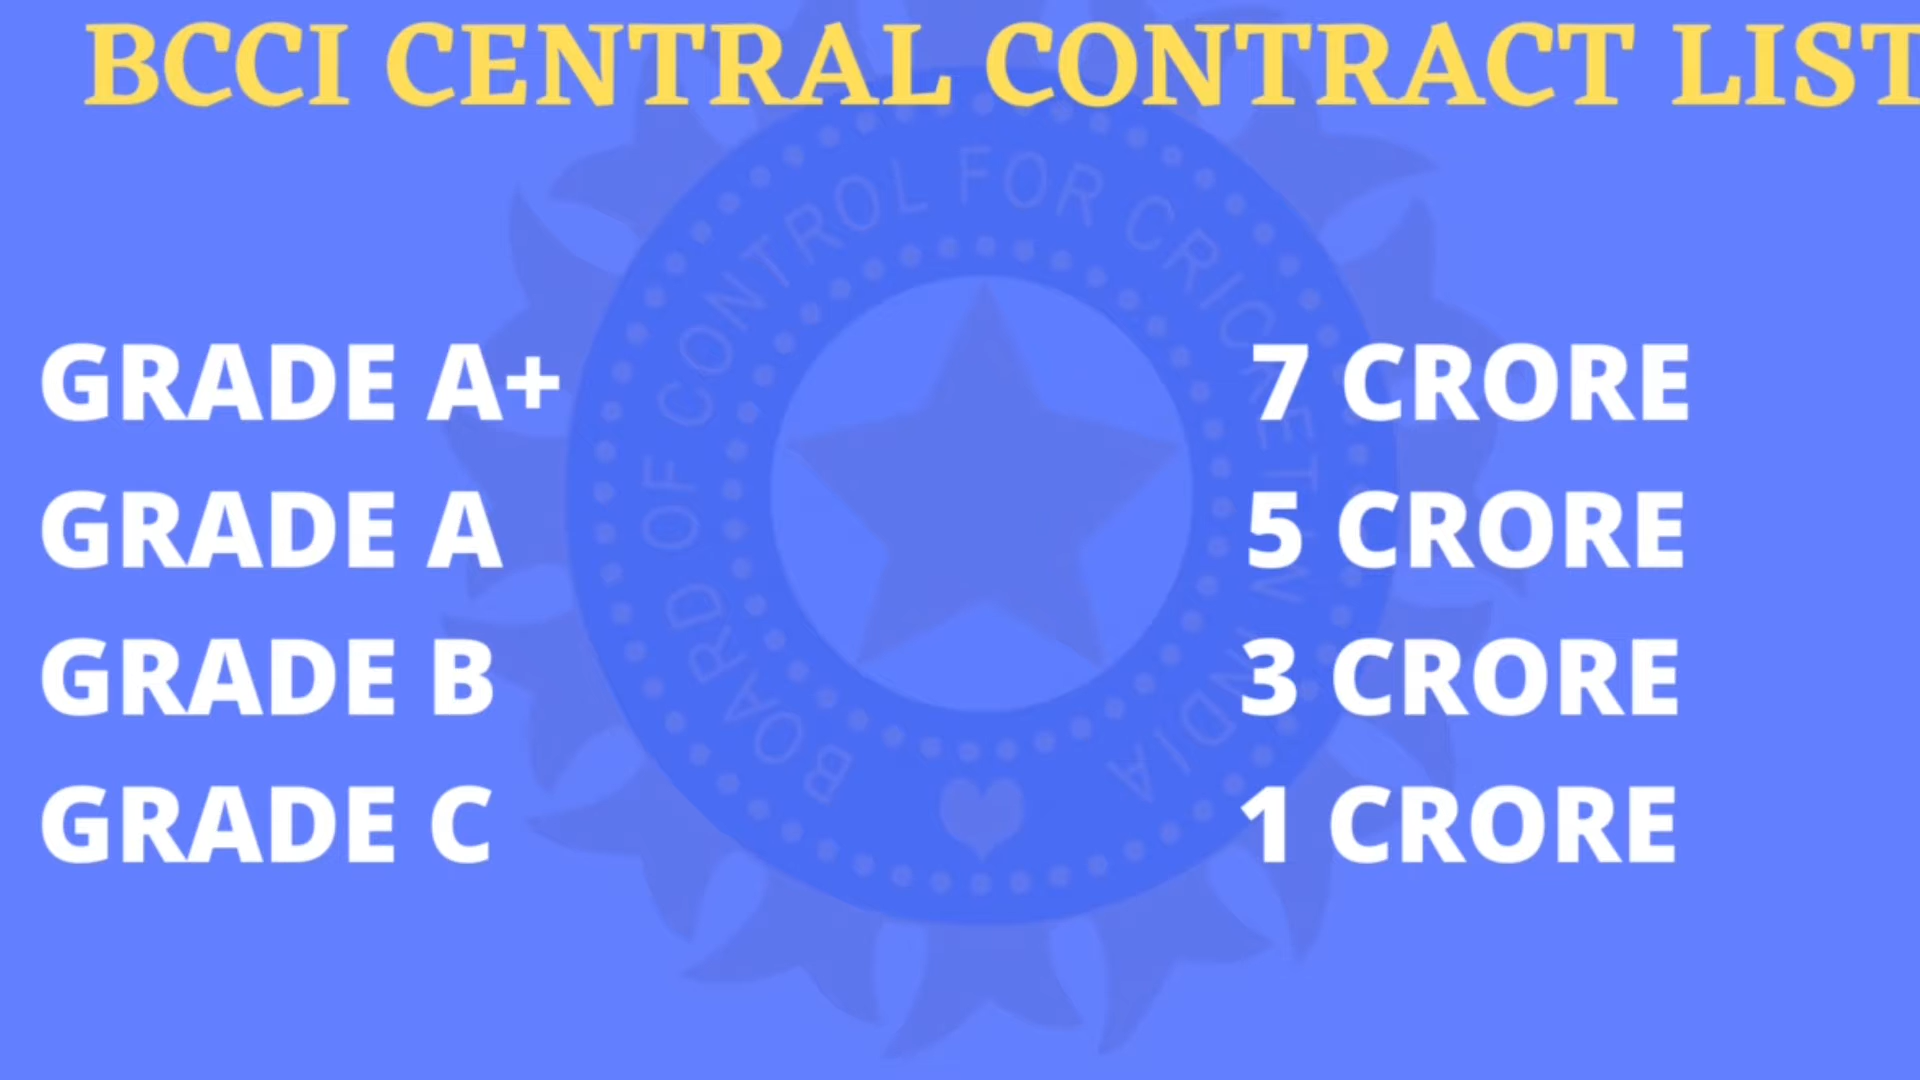 BCCI CENTRAL CONTRACT LIST
BOARD OF CONTROL FOR CRICKET IN INDIA
GRADE A+ 7 CRORE
GRADE A 5 CRORE
GRADE B 3 CRORE
GRADE C 1 CRORE